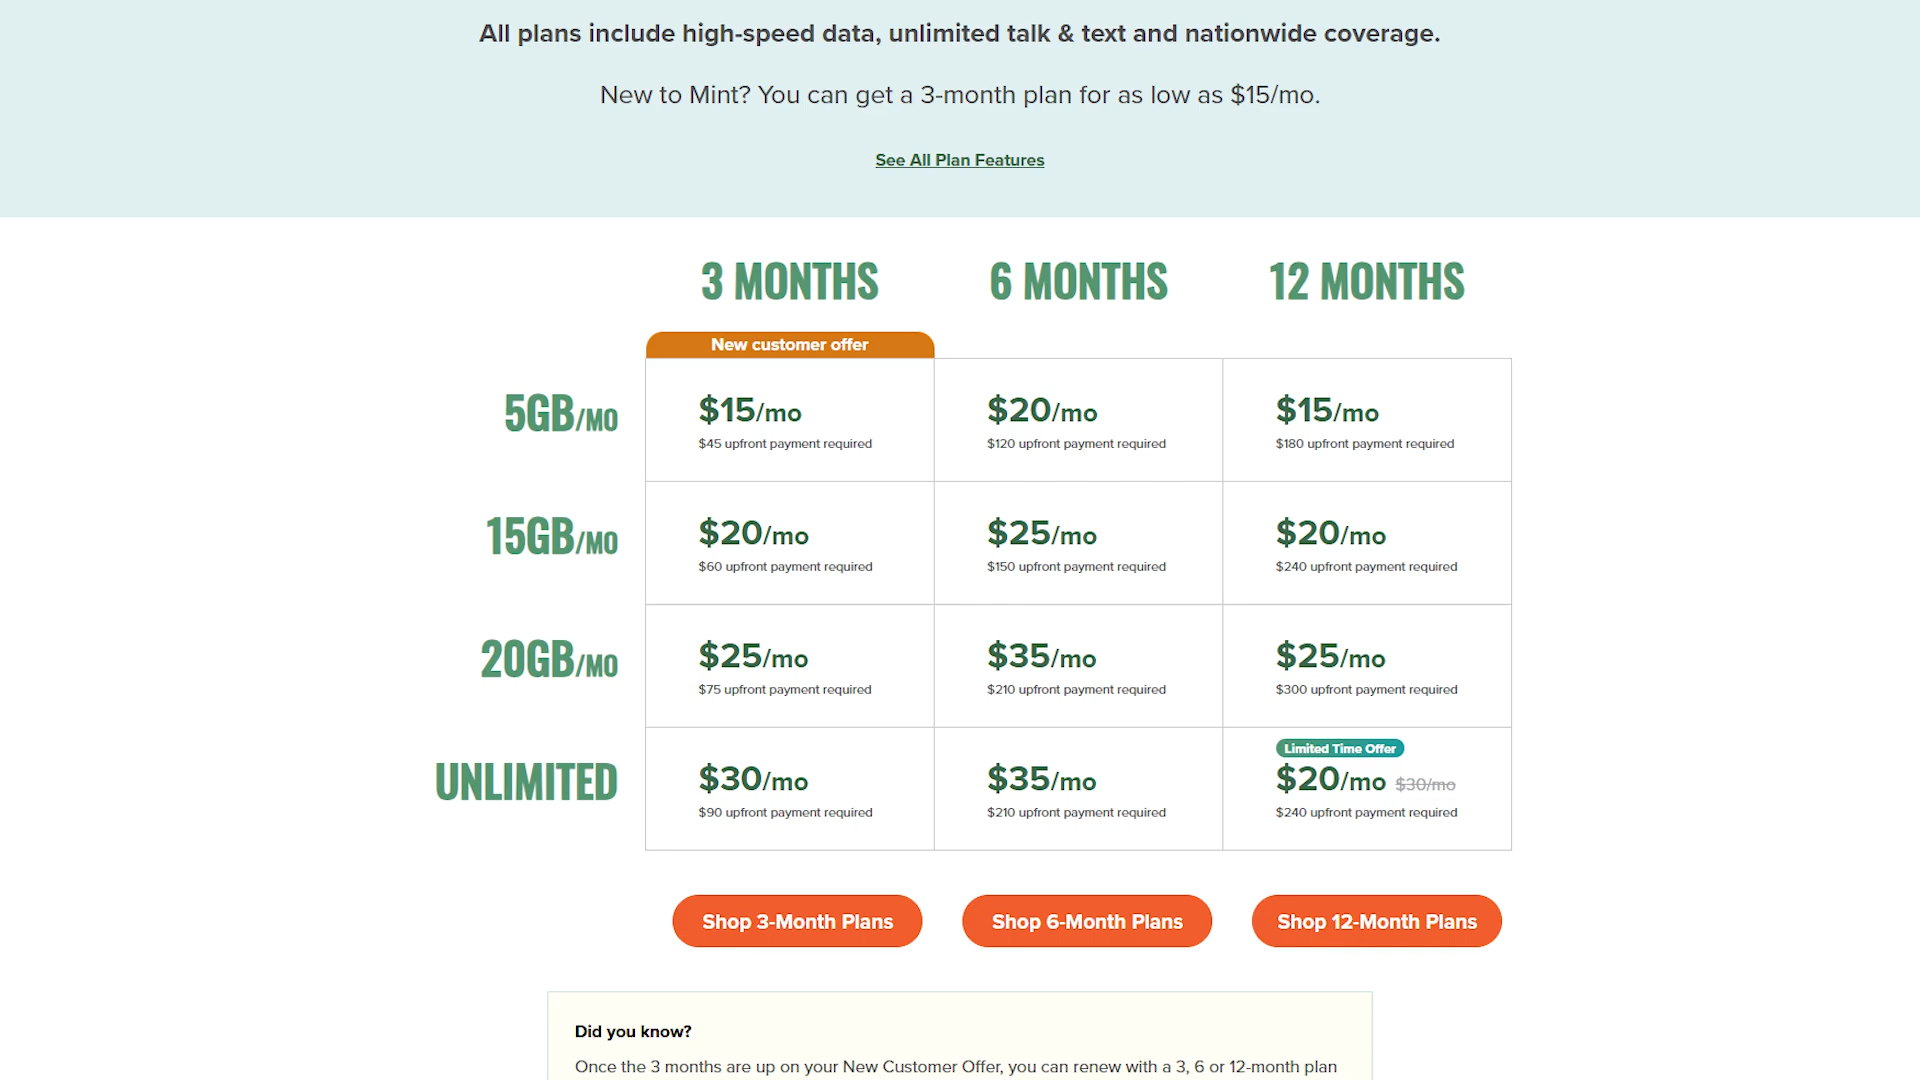 All plans include high-speed data, unlimited talk & text and nationwide coverage.
New to Mint? You can get a 3-month plan for as low as $15/mo.
See All Plan Features
3 MONTHS 6 MONTHS 12 MONTHS
New customer offer
5GB/MO $15/mo $20/mo $15/mo
$45 upfront payment required $120 upfront payment required $180 upfront payment required
15GB/MO $20/mo $25/mo $20/mo
$60 upfront payment required $150 upfront payment required $240 upfront payment required
20GB/MO $25/mo $35/mo $25/mo
$75 upfront payment required $210 upfront payment required $300 upfront payment required
Limited Time Offer
UNLIMITED $30/mo $35/mo $20/mo $30/mo
$90 upfront payment required $210 upfront payment required $240 upfront payment required
Shop 3-Month Plans Shop 6-Month Plans Shop 12-Month Plans
Did you know?
Once the 3 months are up on your New Customer Offer, you can renew with a 3, 6 or 12-month plan